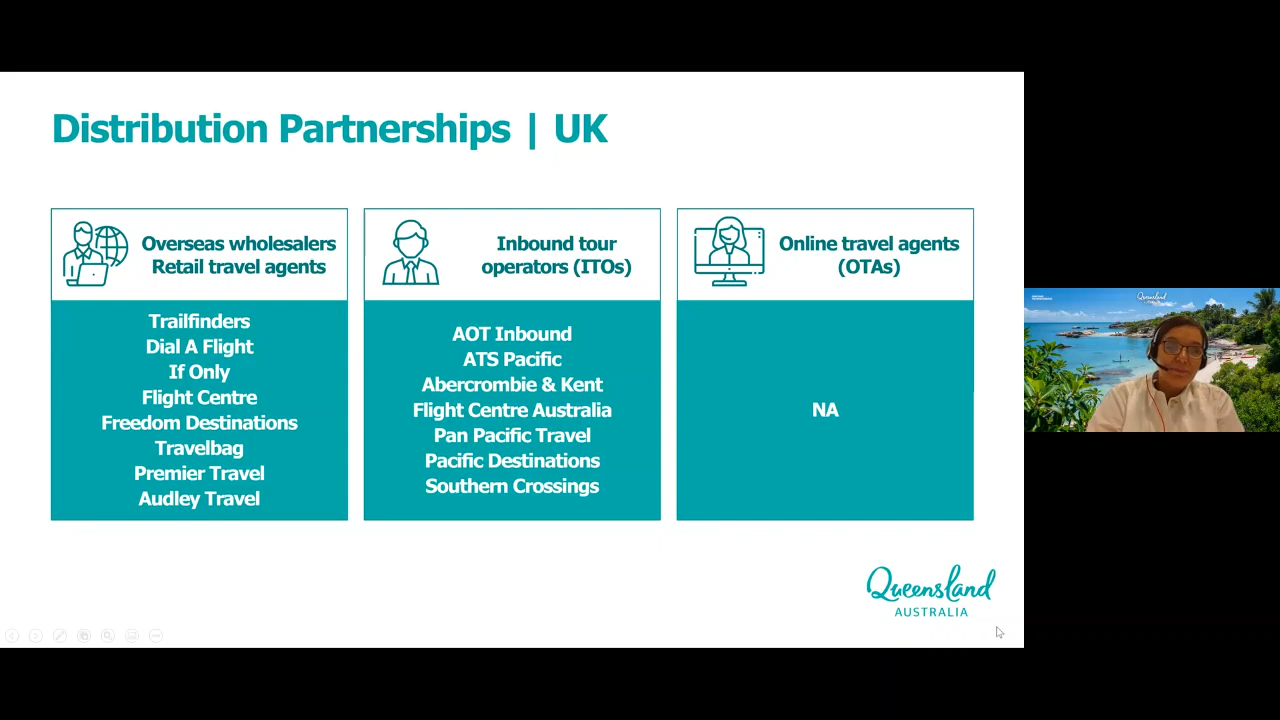 Distribution Partnerships | UK
Overseas wholesalers
Retail travel agents
Trailfinders
Dial A Flight
If Only
Flight Centre
Freedom Destinations
Travelbag
Premier Travel
Audley Travel
Inbound tour
operators (ITOs)
AOT Inbound
ATS Pacific
Abercrombie & Kent
Flight Centre Australia
Pan Pacific Travel
Pacific Destinations
Southern Crossings
Online travel agents
(OTAs)
NA
Queensland
AUSTRALIA
Queensland